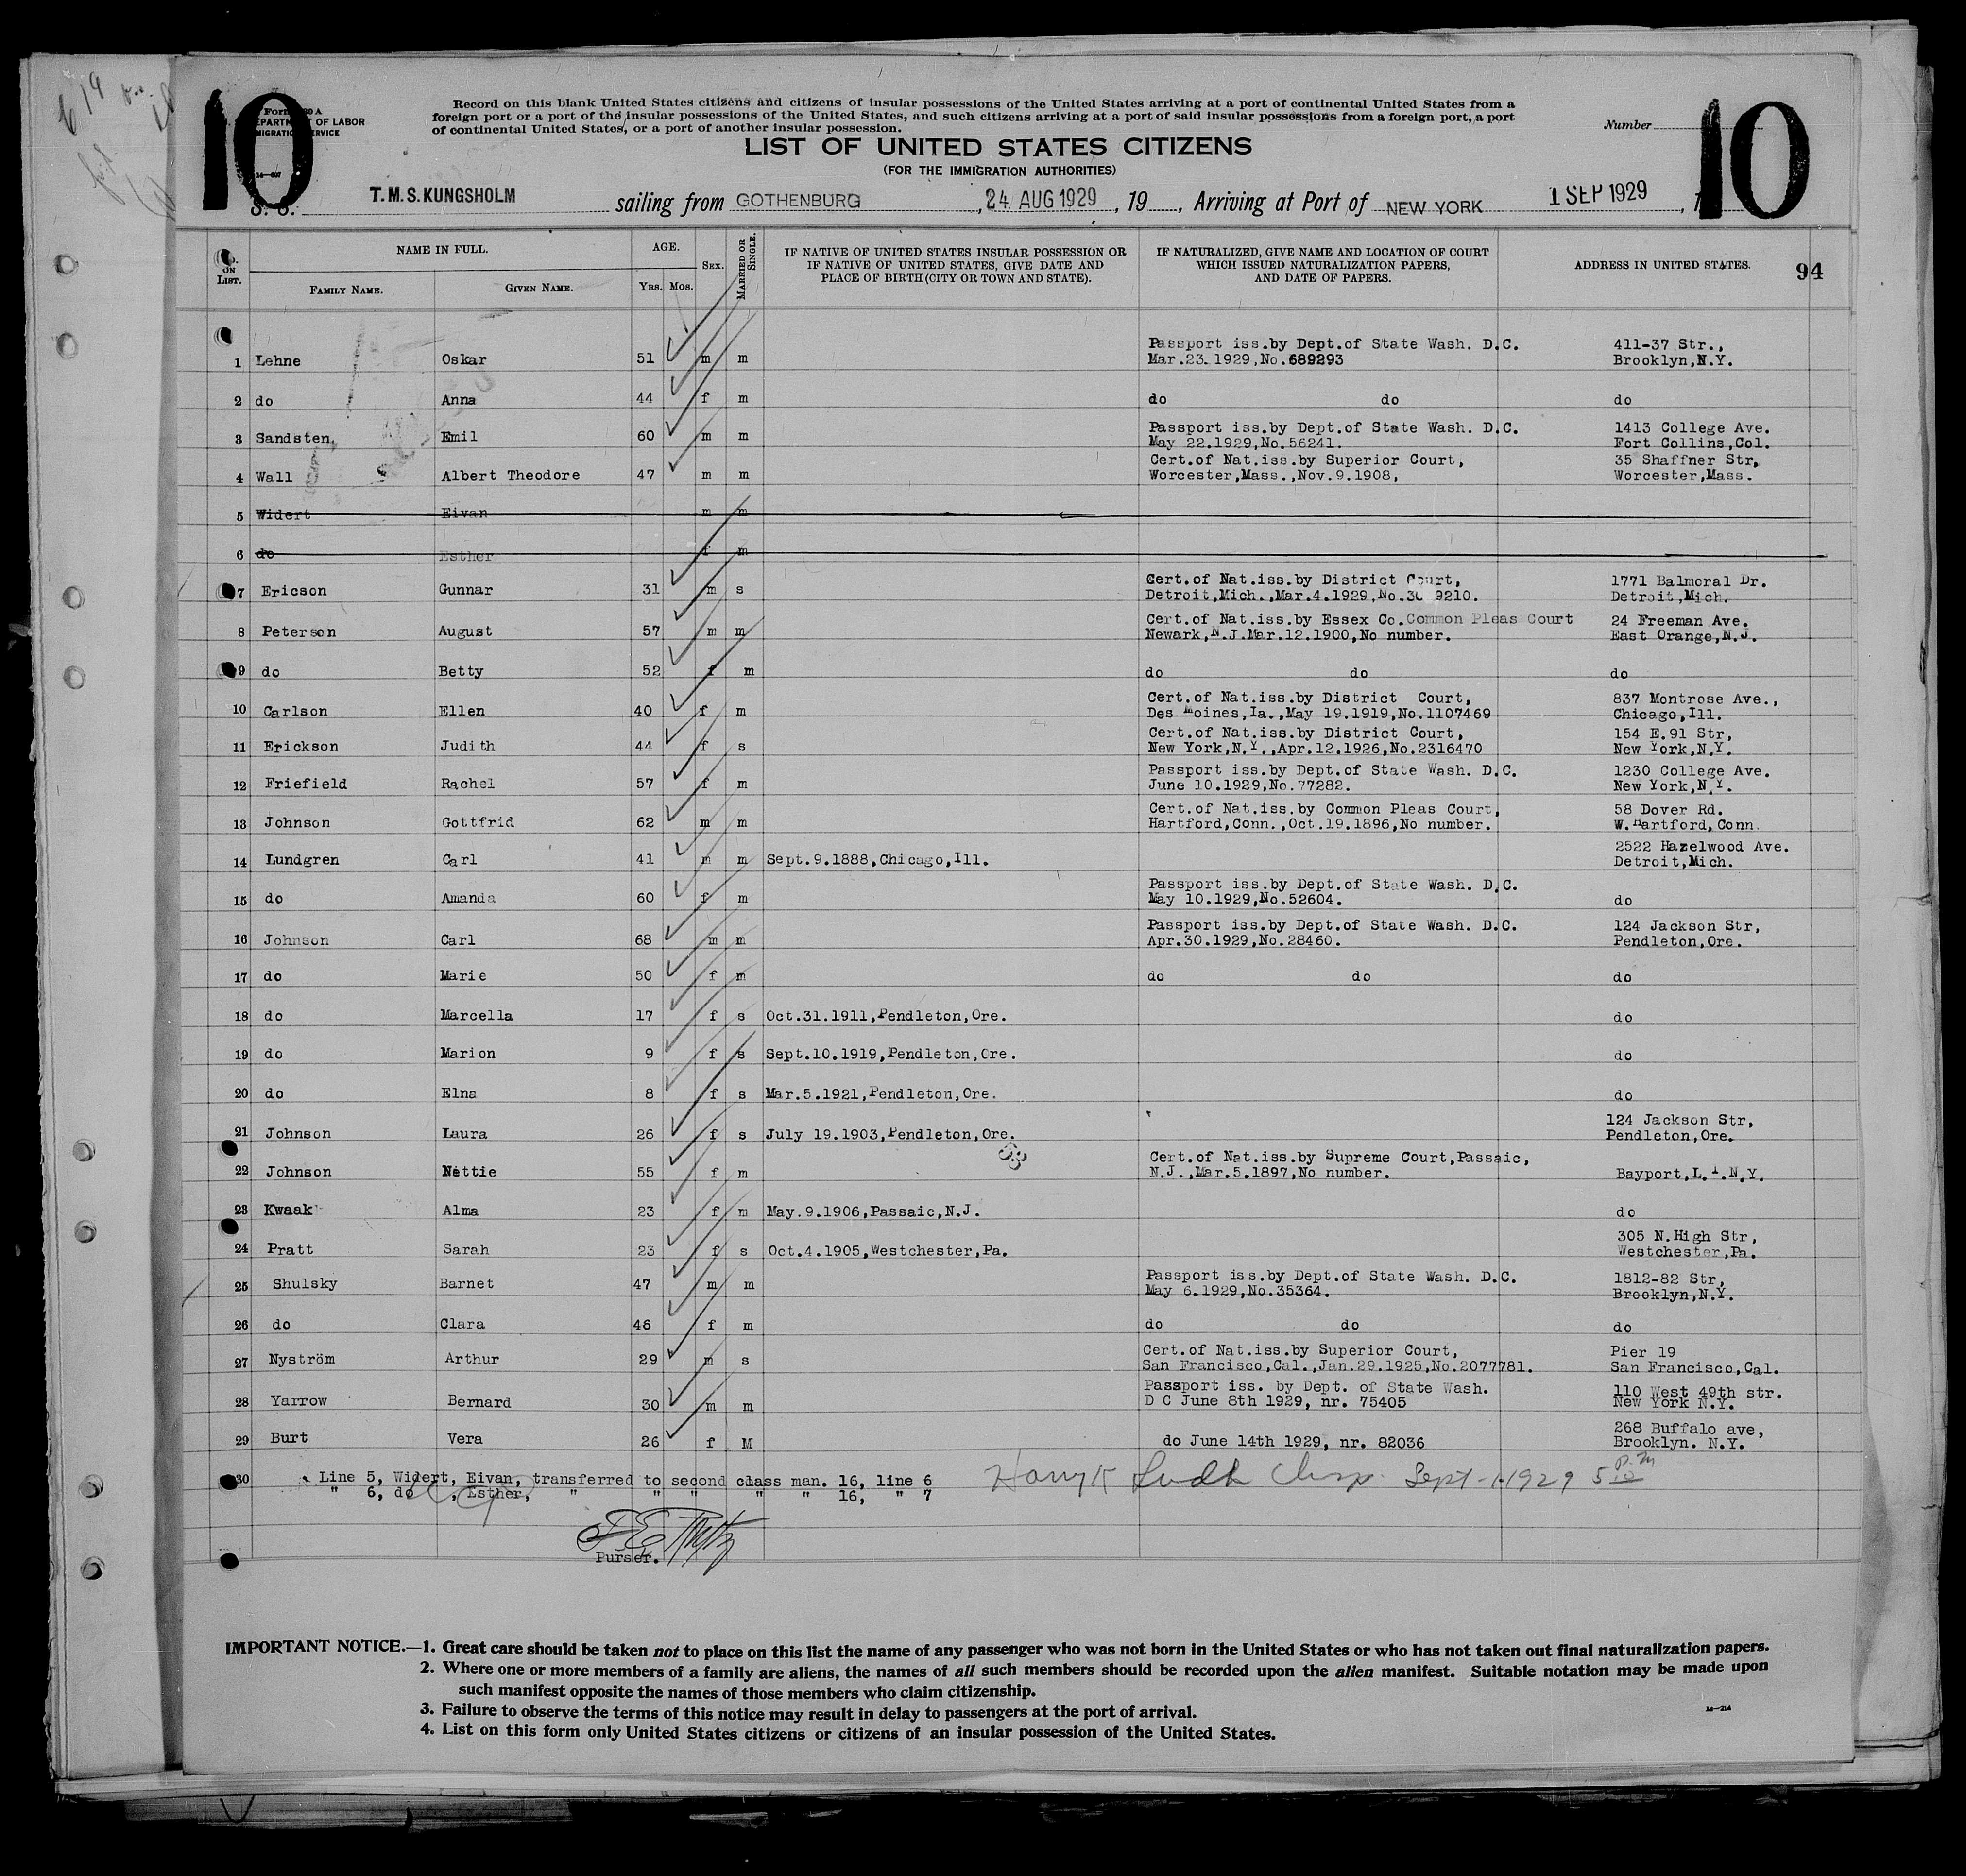 10
10
Record on this blank United States citizens and citizens of insular possessions of the United States arriving at a port of continental United States from a
foreign port or a port of the insular possessions of the United States, and such citizens arriving at a port of said insular possessions from a foreign port, a port
of continental United States, or a port of another insular possession.
Number
LIST OF UNITED STATES CITIZENS
(FOR THE IMMIGRATION AUTHORITIES)
T.M.S.KUNGSHOLM sailing from GOTHENBURG, 24 AUG 1929, 19, Arriving at Port of NEW YORK 1 SEP 1929
ON LIST. NAME IN FULL. FAMILY NAME. GIVEN NAME. AGE. YRS. MOS. SEX. MARRIED OR SINGLE. IF NATIVE OF UNITED STATES INSULAR POSSESSION OR IF NATIVE OF UNITED STATES, GIVE DATE AND PLACE OF BIRTH (CITY OR TOWN AND STATE). IF NATURALIZED, GIVE NAME AND LOCATION OF COURT WHICH ISSUED NATURALIZATION PAPERS, AND DATE OF PAPERS. ADDRESS IN UNITED STATES. 94
Passport iss.by Dept.of State Wash. D.C. 411-37 Str.,
1 Lehne Oskar 51 m m Mar.23.1929,No.689293 Brooklyn,N.Y.
2 do Anna 44 f m do do do
Passport iss.by Dept.of State Wash. D.C. 1413 College Ave.
3 Sandsten Emil 60 m m May 22.1929,No.56241. Fort Collins,Col.
Cert.of Nat.iss.by Superior Court, 35 Shaffner Str,
4 Wall Albert Theodore 47 m m Worcester,Mass.,Nov.9.1908, Worcester,Mass.
5 Widert Eivan m m
6 do Esther f m
Cert.of Nat.iss.by District Court, 1771 Balmoral Dr.
7 Ericson Gunnar 31 m s Detroit,Mich.,Mar.4.1929, Detroit,Mich.
Cert.of Nat.iss.by Essex Co.Common Pleas Court 24 Freeman Ave.
8 Peterson August 57 m m Newark,N.J.Mar.12.1900,No number. East Orange,N.J.
9 do Betty 52 f m do do do
Cert.of Nat.iss.by District Court, 837 Montrose Ave.,
10 Carlson Ellen 40 f m Des Moines,Ia.,May 19.1919,No.1107469 Chicago,Ill.
Cert.of Nat.iss.by District Court, 154 E.91 Str,
11 Erickson Judith 44 f s New York,N.Y.,Apr.12.1926,No.2316470 New York,N.Y.
Passport iss.by Dept.of State Wash. D.C. 1230 College Ave.
12 Friefield Rachel 57 f m June 10.1929,No.77282. New York,N.Y.
Cert.of Nat.iss.by Common Pleas Court, 58 Dover Rd.
13 Johnson Gottfrid 62 m m Hartford,Conn.,Oct.19.1896,No number. W.Hartford,Conn.
2522 Hazelwood Ave.
14 Lundgren Carl 41 m m Sept.9.1888,Chicago,Ill. Detroit,Mich.
Passport iss.by Dept.of State Wash. D.C.
15 do Amanda 60 f m May 10.1929,No.52604. do
Passport iss.by Dept.of State Wash. D.C. 124 Jackson Str,
16 Johnson Carl 68 m m Apr.30.1929,No.28460. Pendleton,Ore.
17 do Marie 50 f m do do do
18 do Marcella 17 f s Oct.31.1911,Pendleton,Ore. do
19 do Marion 9 f s Sept.10.1919,Pendleton,Ore. do
20 do Elna 8 f s Mar.5.1921,Pendleton,Ore. do
124 Jackson Str,
21 Johnson Laura 26 f s July 19.1903,Pendleton,Ore. Pendleton,Ore.
Cert.of Nat.iss.by Supreme Court,Passaic,
22 Johnson Nettie 55 f m N.J.,Mar.5.1897,No number. Bayport,L.I.N.Y.
23 Kwaak Alma 23 f m May.9.1906,Passaic,N.J. do
305 N.High Str,
24 Pratt Sarah 23 f s Oct.4.1905,Westchester,Pa. Westchester,Pa.
Passport iss.by Dept.of State Wash. D.C. 1812-82 Str,
25 Shulsky Barnet 47 m m May 6.1929,No.35364. Brooklyn,N.Y.
26 do Clara 46 f m do do do
Cert.of Nat.iss.by Superior Court, Pier 19
27 Nyström Arthur 29 m s San Francisco,Cal.,Jan.29.1925,No.2077781. San Francisco,Cal.
Passport iss. by Dept. of State Wash. 110 West 49th str.
28 Yarrow Bernard 30 m m D C June 8th 1929, nr. 75405 New York N.Y.
268 Buffalo ave,
29 Burt Vera 26 f M do June 14th 1929, nr. 82036 Brooklyn. N.Y.
30 Line 5, Widert, Eivan, transferred to second class man. 16, line 6
" 6, do , Esther, " " " " " 16, " 7
Sept-1-1929 5 10 P.M
Purser.
IMPORTANT NOTICE.—1. Great care should be taken not to place on this list the name of any passenger who was not born in the United States or who has not taken out final naturalization papers.
2. Where one or more members of a family are aliens, the names of all such members should be recorded upon the alien manifest. Suitable notation may be made upon
such manifest opposite the names of those members who claim citizenship.
3. Failure to observe the terms of this notice may result in delay to passengers at the port of arrival.
4. List on this form only United States citizens or citizens of an insular possession of the United States.
14—214